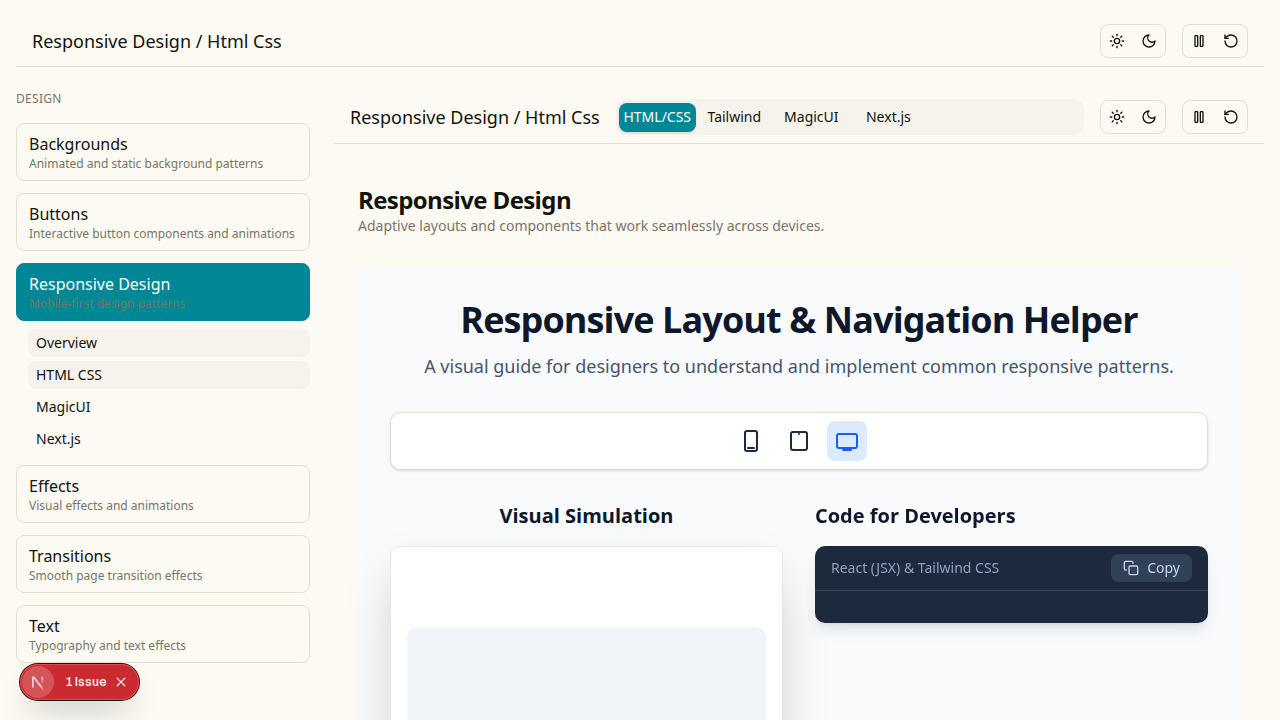 Responsive Design / Html Css
DESIGN
Backgrounds
Animated and static background patterns
Buttons
Interactive button components and animations
Responsive Design
Mobile-first design patterns
Overview
HTML CSS
MagicUI
Next.js
Effects
Visual effects and animations
Transitions
Smooth page transition effects
Text
Typography and text effects
1 Issue
Responsive Design / Html Css
HTML/CSS Tailwind MagicUI Next.js
Responsive Design
Adaptive layouts and components that work seamlessly across devices.
Responsive Layout & Navigation Helper
A visual guide for designers to understand and implement common responsive patterns.
Visual Simulation
Code for Developers
React (JSX) & Tailwind CSS
Copy